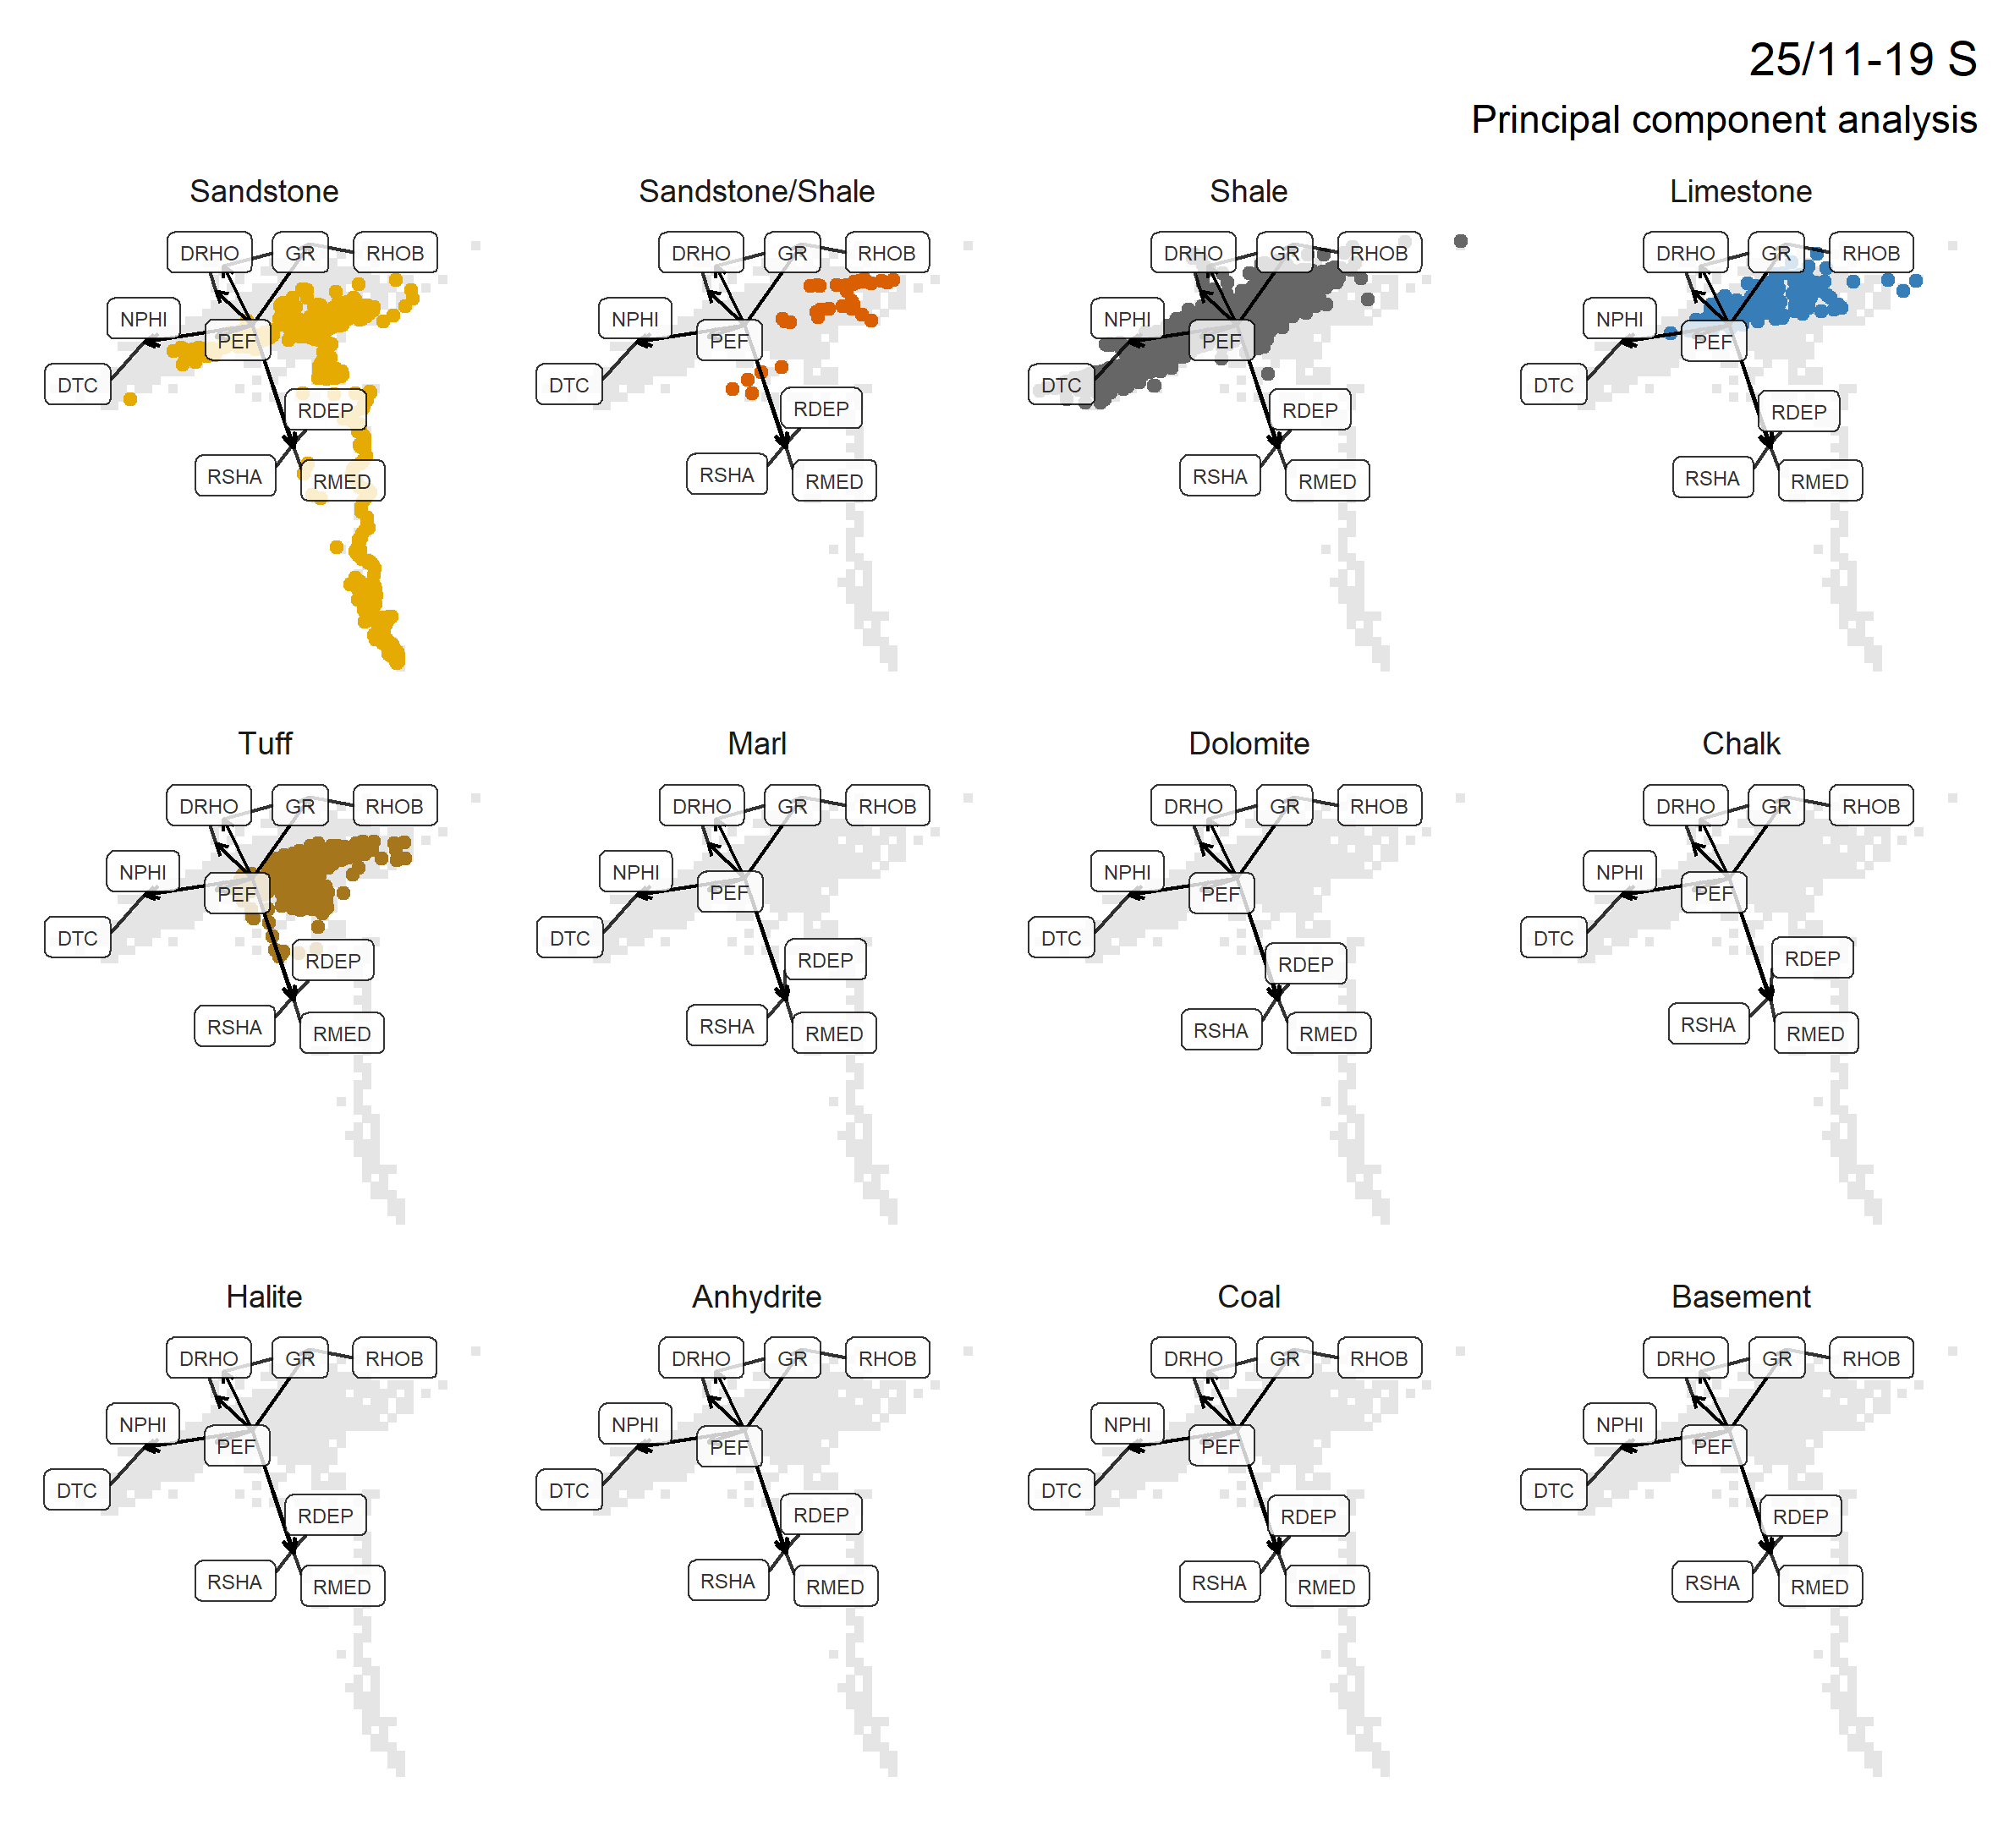 25/11-19 S
Principal component analysis
Sandstone
DRHO GR RHOB
NPHI
PEF
DTC
RDEP
RSHA RMED
Sandstone/Shale
DRHO GR RHOB
NPHI
PEF
DTC
RDEP
RSHA RMED
Shale
DRHO GR RHOB
NPHI
PEF
DTC
RDEP
RSHA RMED
Limestone
DRHO GR RHOB
NPHI
PEF
DTC
RDEP
RSHA RMED
Tuff
DRHO GR RHOB
NPHI
PEF
DTC
RDEP
RSHA RMED
Marl
DRHO GR RHOB
NPHI
PEF
DTC
RDEP
RSHA RMED
Dolomite
DRHO GR RHOB
NPHI
PEF
DTC
RDEP
RSHA RMED
Chalk
DRHO GR RHOB
NPHI
PEF
DTC
RDEP
RSHA RMED
Halite
DRHO GR RHOB
NPHI
PEF
DTC
RDEP
RSHA RMED
Anhydrite
DRHO GR RHOB
NPHI
PEF
DTC
RDEP
RSHA RMED
Coal
DRHO GR RHOB
NPHI
PEF
DTC
RDEP
RSHA RMED
Basement
DRHO GR RHOB
NPHI
PEF
DTC
RDEP
RSHA RMED